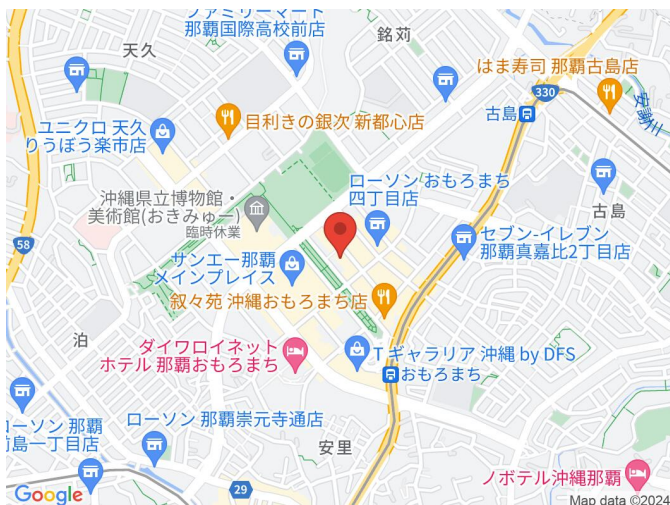 ファミリーマート
那覇国際高校前店
銘苅
天久
はま寿司 那覇古島店
330
安謝川
古島
目利きの銀次 新都心店
ユニクロ 天久
りうぼう楽市店
沖縄県立博物館・
美術館(おきみゅー)
臨時休業
ローソン おもろまち
四丁目店
古島
58
サンエー那覇
メインプレイス
セブン-イレブン
那覇真嘉比2丁目店
叙々苑 沖縄おもろまち店
泊
ダイワロイネット
ホテル 那覇おもろまち
T ギャラリア 沖縄 by DFS
おもろまち
ローソン 那覇
前島一丁目店
ローソン 那覇崇元寺通店
安里
29
ノボテル沖縄那覇
Google
Map data ©2024